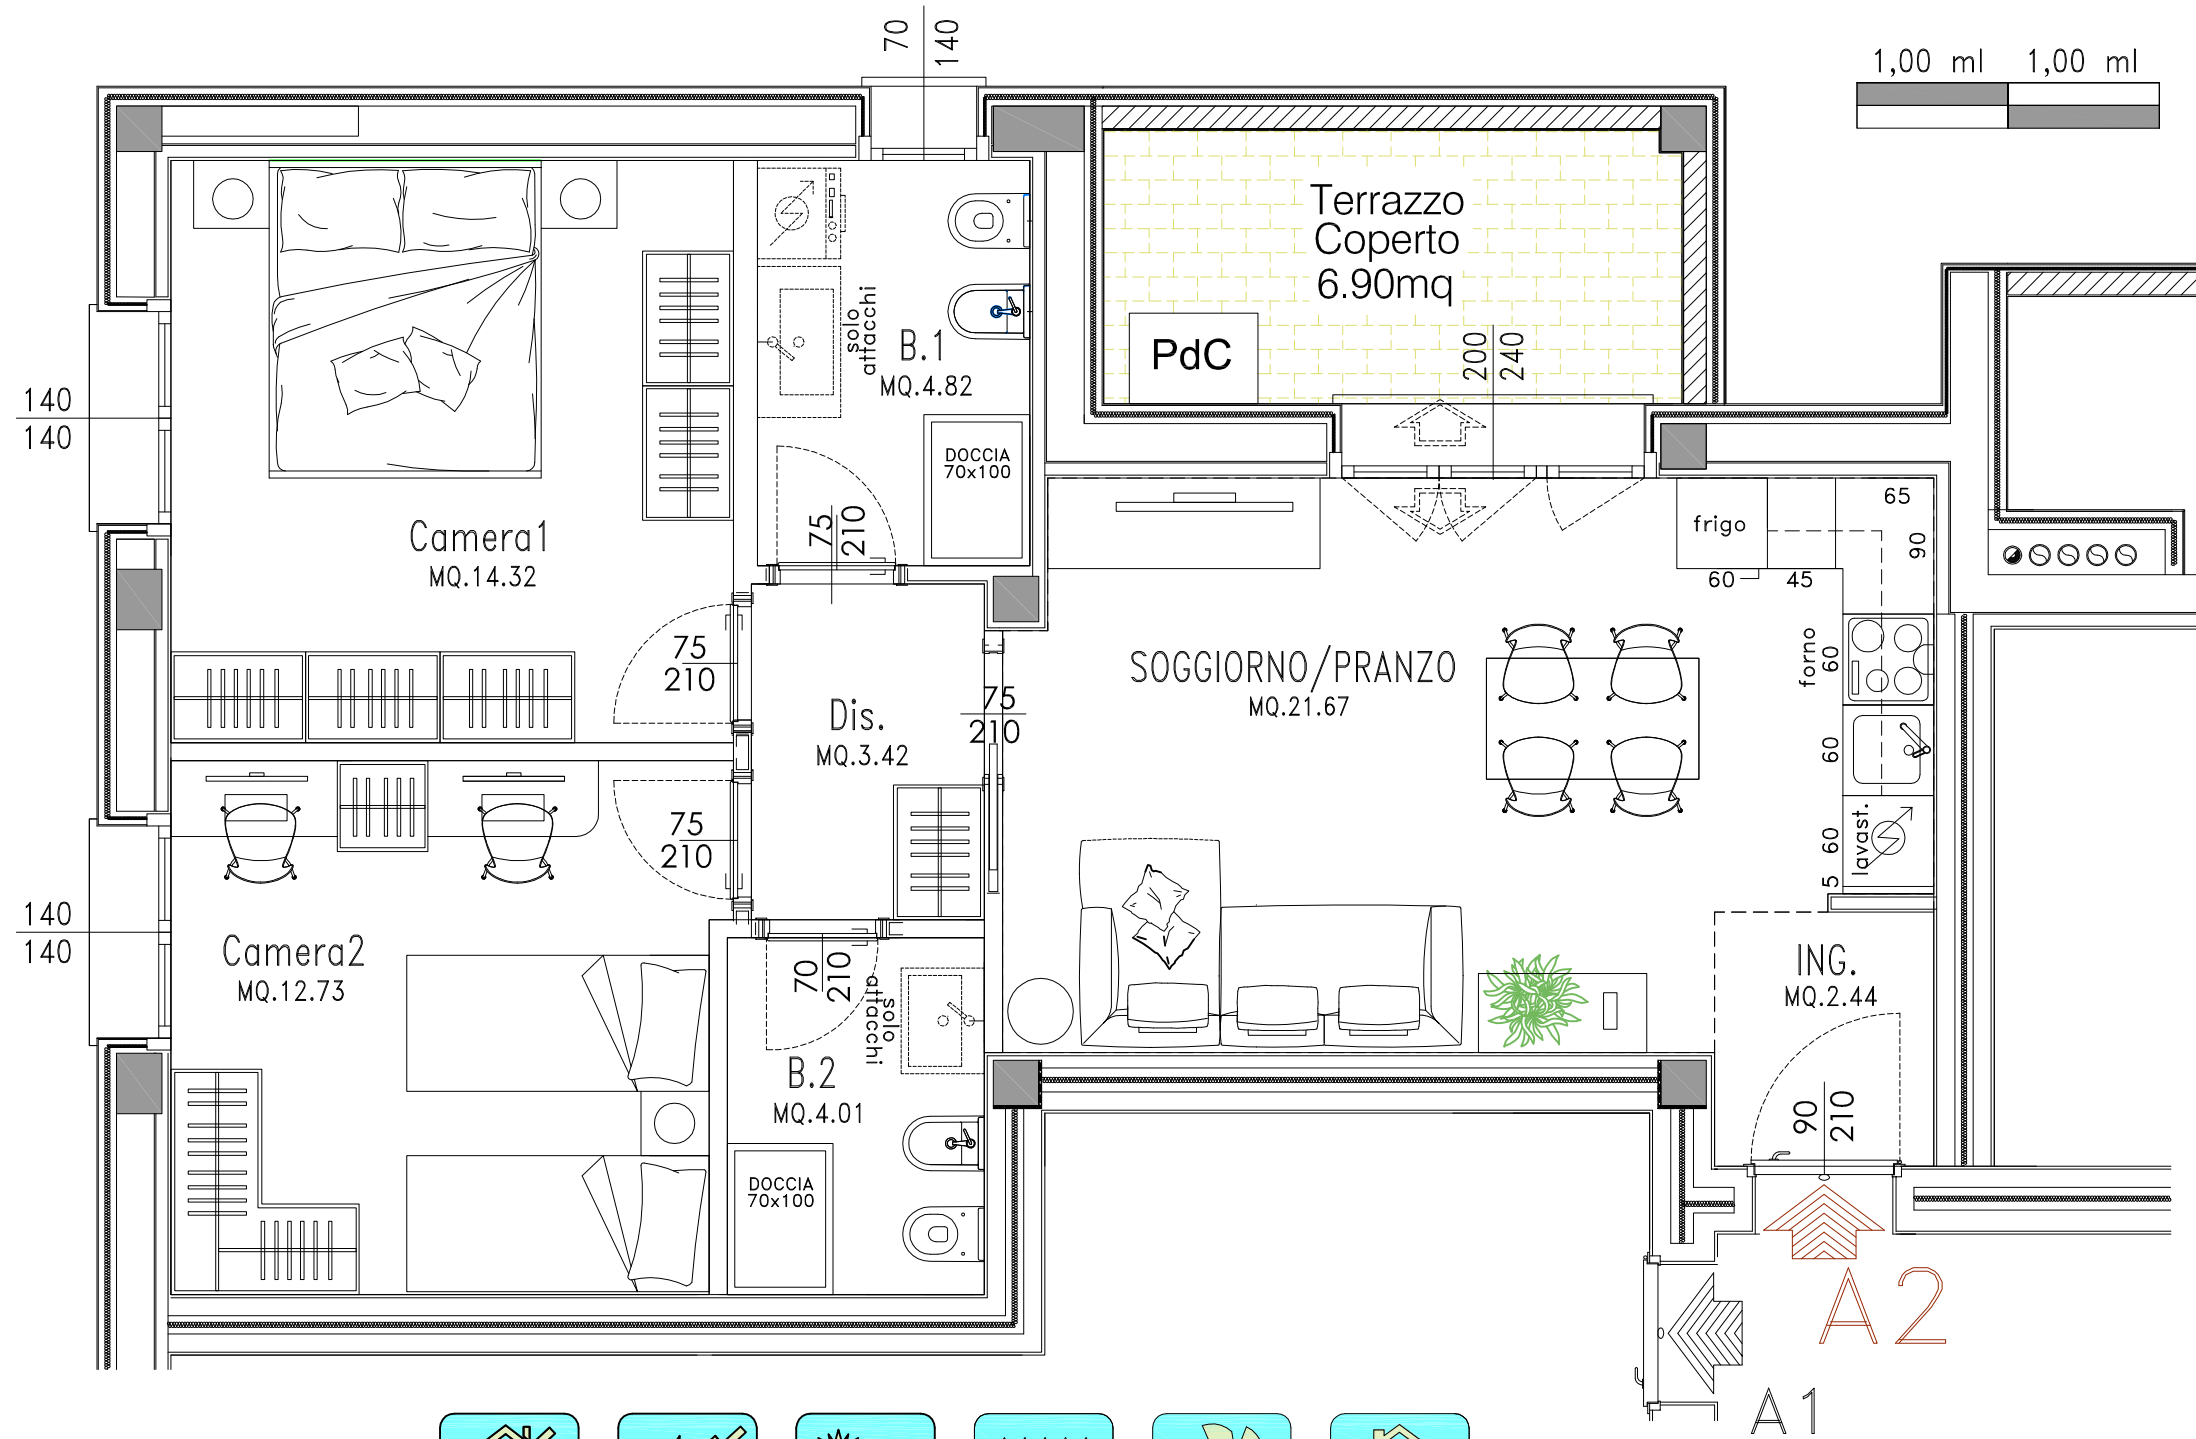 70
140
1,00 ml
1,00 ml
Terrazzo
Coperto
6.90mq
PdC
200
240
solo
attacchi
B.1
MQ.4.82
140
140
DOCCIA
70x100
75
210
Camera1
MQ.14.32
frigo
65
90
60
45
forno
60
75
210
SOGGIORNO/PRANZO
MQ.21.67
75
210
Dis.
MQ.3.42
60
75
210
lavast.
60
5
140
140
Camera2
MQ.12.73
70
210
solo
attacchi
ING.
MQ.2.44
B.2
MQ.4.01
90
210
DOCCIA
70x100
A2
A1